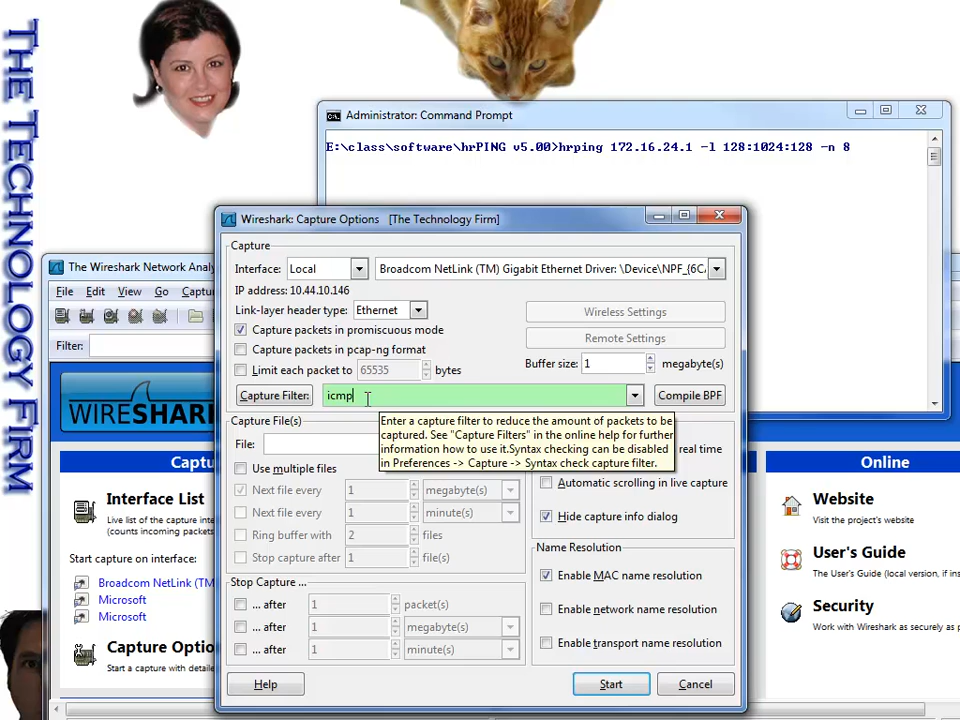 THE TECHNOLOGY FIRM
Administrator: Command Prompt
E:\class\software\hrPING v5.00>hrping 172.16.24.1 -l 128:1024:128 -n 8
The Wireshark Network Analy
File Edit View Go Captu
Filter:
WIRESHAR
Captu
Interface List
Live list of the capture inte
(counts incoming packets
Start capture on interface:
Broadcom NetLink (TM
Microsoft
Microsoft
Capture Optio
Start a capture with detaile
Wireshark: Capture Options [The Technology Firm]
Capture
Interface: Local Broadcom NetLink (TM) Gigabit Ethernet Driver: \Device\NPF_{6CA
IP address: 10.44.10.146
Link-layer header type: Ethernet
Wireless Settings
Capture packets in promiscuous mode
Remote Settings
Capture packets in pcap-ng format
Limit each packet to 65535 bytes
Buffer size: 1 megabyte(s)
Capture Filter: icmp Compile BPF
Enter a capture filter to reduce the amount of packets to be
captured. See "Capture Filters" in the online help for further
information how to use it.Syntax checking can be disabled
in Preferences -> Capture -> Syntax check capture filter.
Capture File(s)
File:
Use multiple files
Next file every 1 megabyte(s)
Next file every 1 minute(s)
Ring buffer with 2 files
Stop capture after 1 file(s)
Stop Capture ...
... after 1 packet(s)
... after 1 megabyte(s)
... after 1 minute(s)
real time
Automatic scrolling in live capture
Hide capture info dialog
Name Resolution
Enable MAC name resolution
Enable network name resolution
Enable transport name resolution
Help Start Cancel
Online
Website
Visit the project's website
User's Guide
The User's Guide (local version, if ins
Security
Work with Wireshark as securely as p